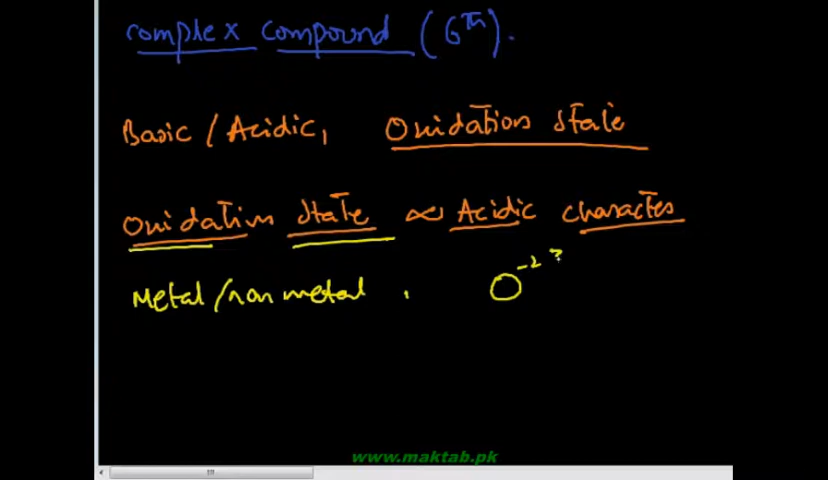 complex compound (6th).
Basic / Acidic, Oxidation State
Oxidation State ∝ Acidic character
Metal/non metal . O⁻² ?
www.maktab.pk